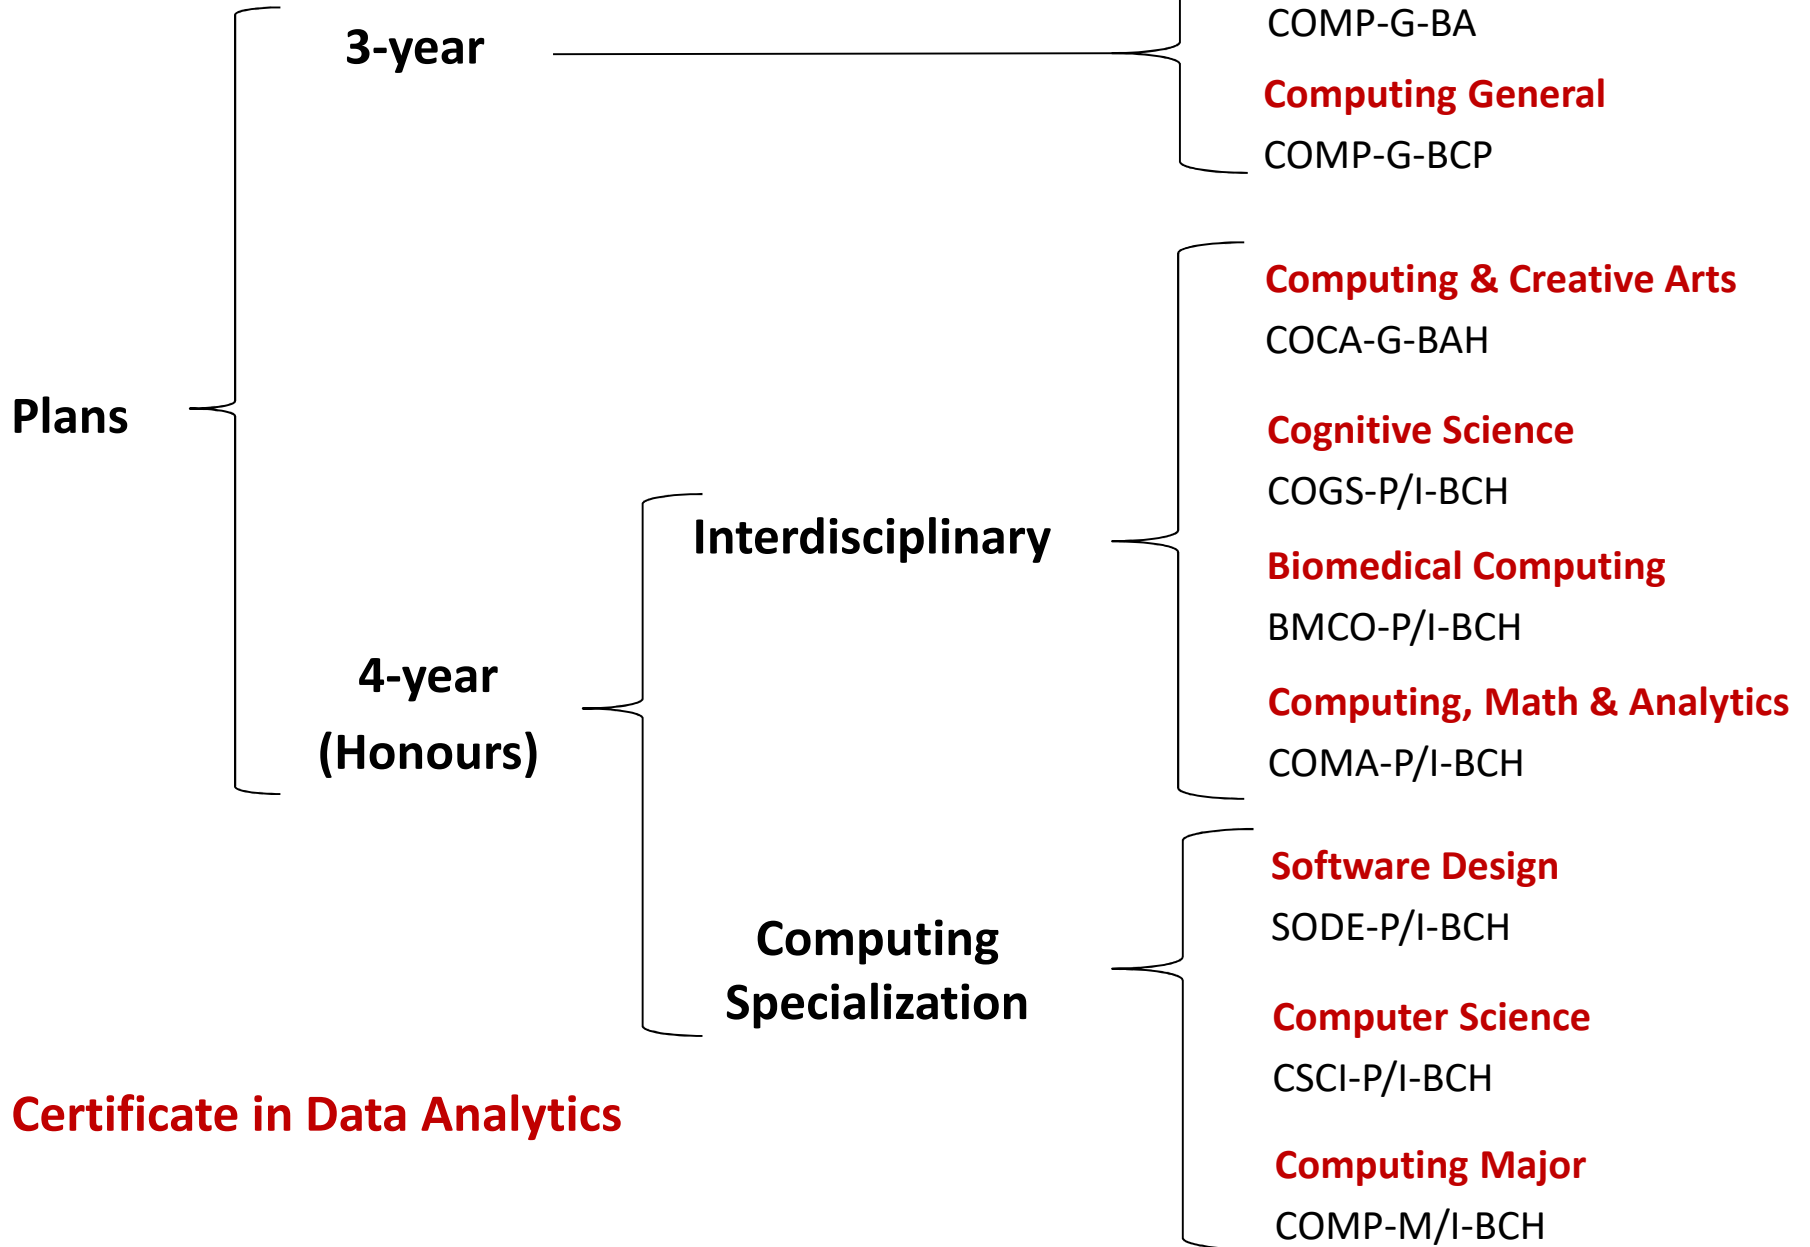 COMP-G-BA
3-year
Computing General
COMP-G-BCP
Computing & Creative Arts
COCA-G-BAH
Plans
Cognitive Science
COGS-P/I-BCH
Interdisciplinary
Biomedical Computing
BMCO-P/I-BCH
4-year
(Honours)
Computing, Math & Analytics
COMA-P/I-BCH
Software Design
SODE-P/I-BCH
Computing
Specialization
Computer Science
CSCI-P/I-BCH
Certificate in Data Analytics
Computing Major
COMP-M/I-BCH